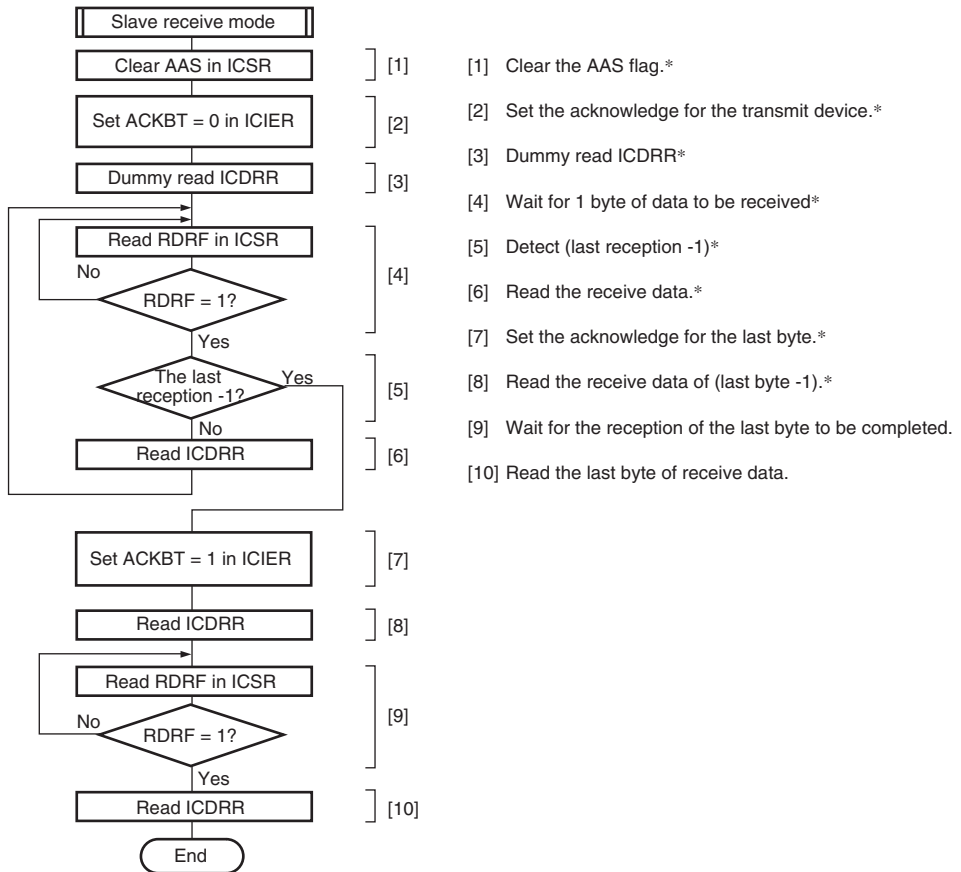 Slave receive mode
Clear AAS in ICSR
[1]
Set ACKBT = 0 in ICIER
[2]
Dummy read ICDRR
[3]
Read RDRF in ICSR
No
[4]
RDRF = 1?
Yes
The last
reception -1?
Yes
[5]
No
Read ICDRR
[6]
Set ACKBT = 1 in ICIER
[7]
Read ICDRR
[8]
Read RDRF in ICSR
No
[9]
RDRF = 1?
Yes
Read ICDRR
[10]
End
[1] Clear the AAS flag.*
[2] Set the acknowledge for the transmit device.*
[3] Dummy read ICDRR*
[4] Wait for 1 byte of data to be received*
[5] Detect (last reception -1)*
[6] Read the receive data.*
[7] Set the acknowledge for the last byte.*
[8] Read the receive data of (last byte -1).*
[9] Wait for the reception of the last byte to be completed.
[10] Read the last byte of receive data.